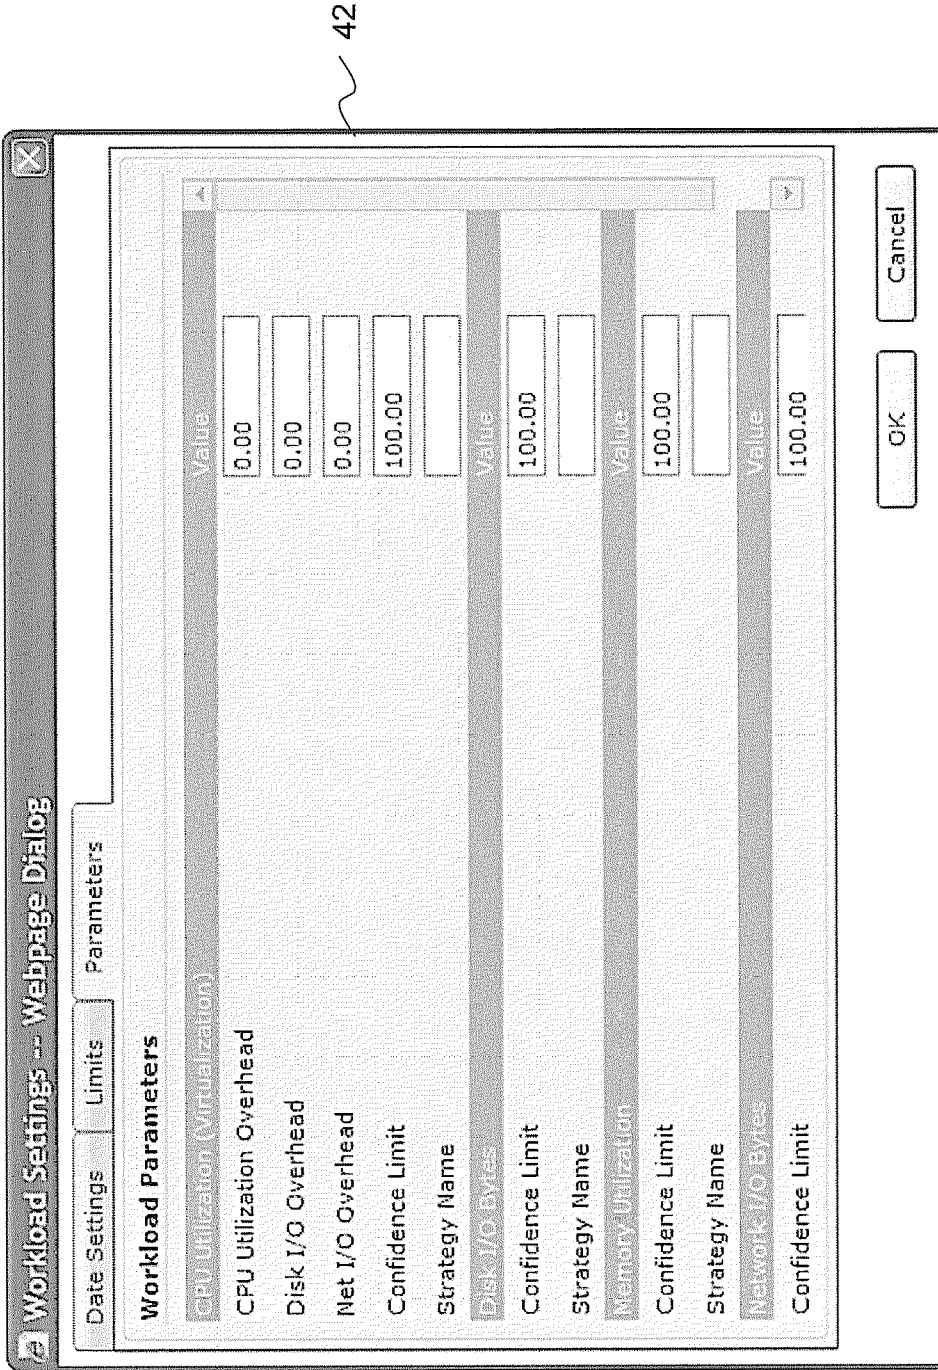 Workload Settings -- Webpage Dialog
Date Settings Limits Parameters
Workload Parameters
CPU Utilization (Virualization) Value
CPU Utilization Overhead 0.00
Disk I/O Overhead 0.00
Net I/O Overhead 0.00
Confidence Limit 100.00
Strategy Name
Disk I/O Bytes Value
Confidence Limit 100.00
Strategy Name
Memory Utilization Value
Confidence Limit 100.00
Strategy Name
Network I/O Bytes Value
Confidence Limit 100.00
OK Cancel
42